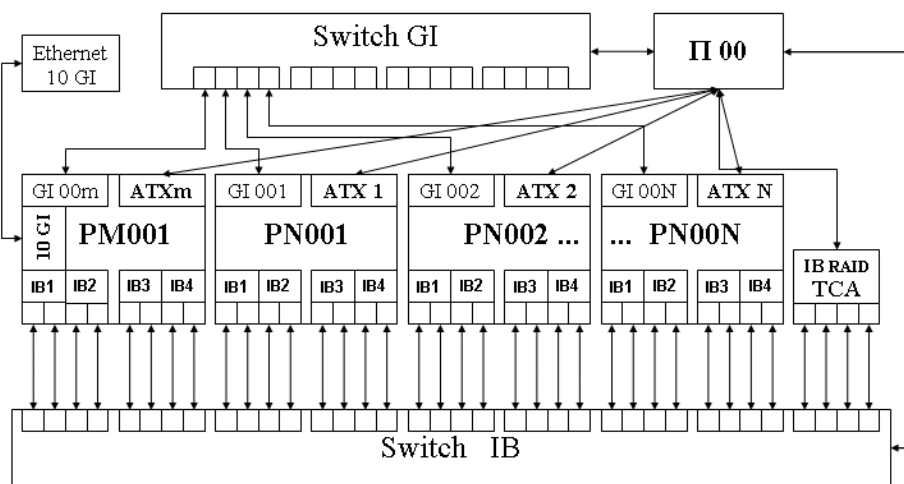 Switch GI
П 00
Ethernet
10 GI
GI 00m
ATXm
GI 001
ATX 1
GI 002
ATX 2
GI 00N
ATX N
10 GI
PM001
PN001
PN002 ...
... PN00N
IB RAID
TCA
IB1 IB2 IB3 IB4
IB1 IB2 IB3 IB4
IB1 IB2 IB3 IB4
IB1 IB2 IB3 IB4
Switch IB